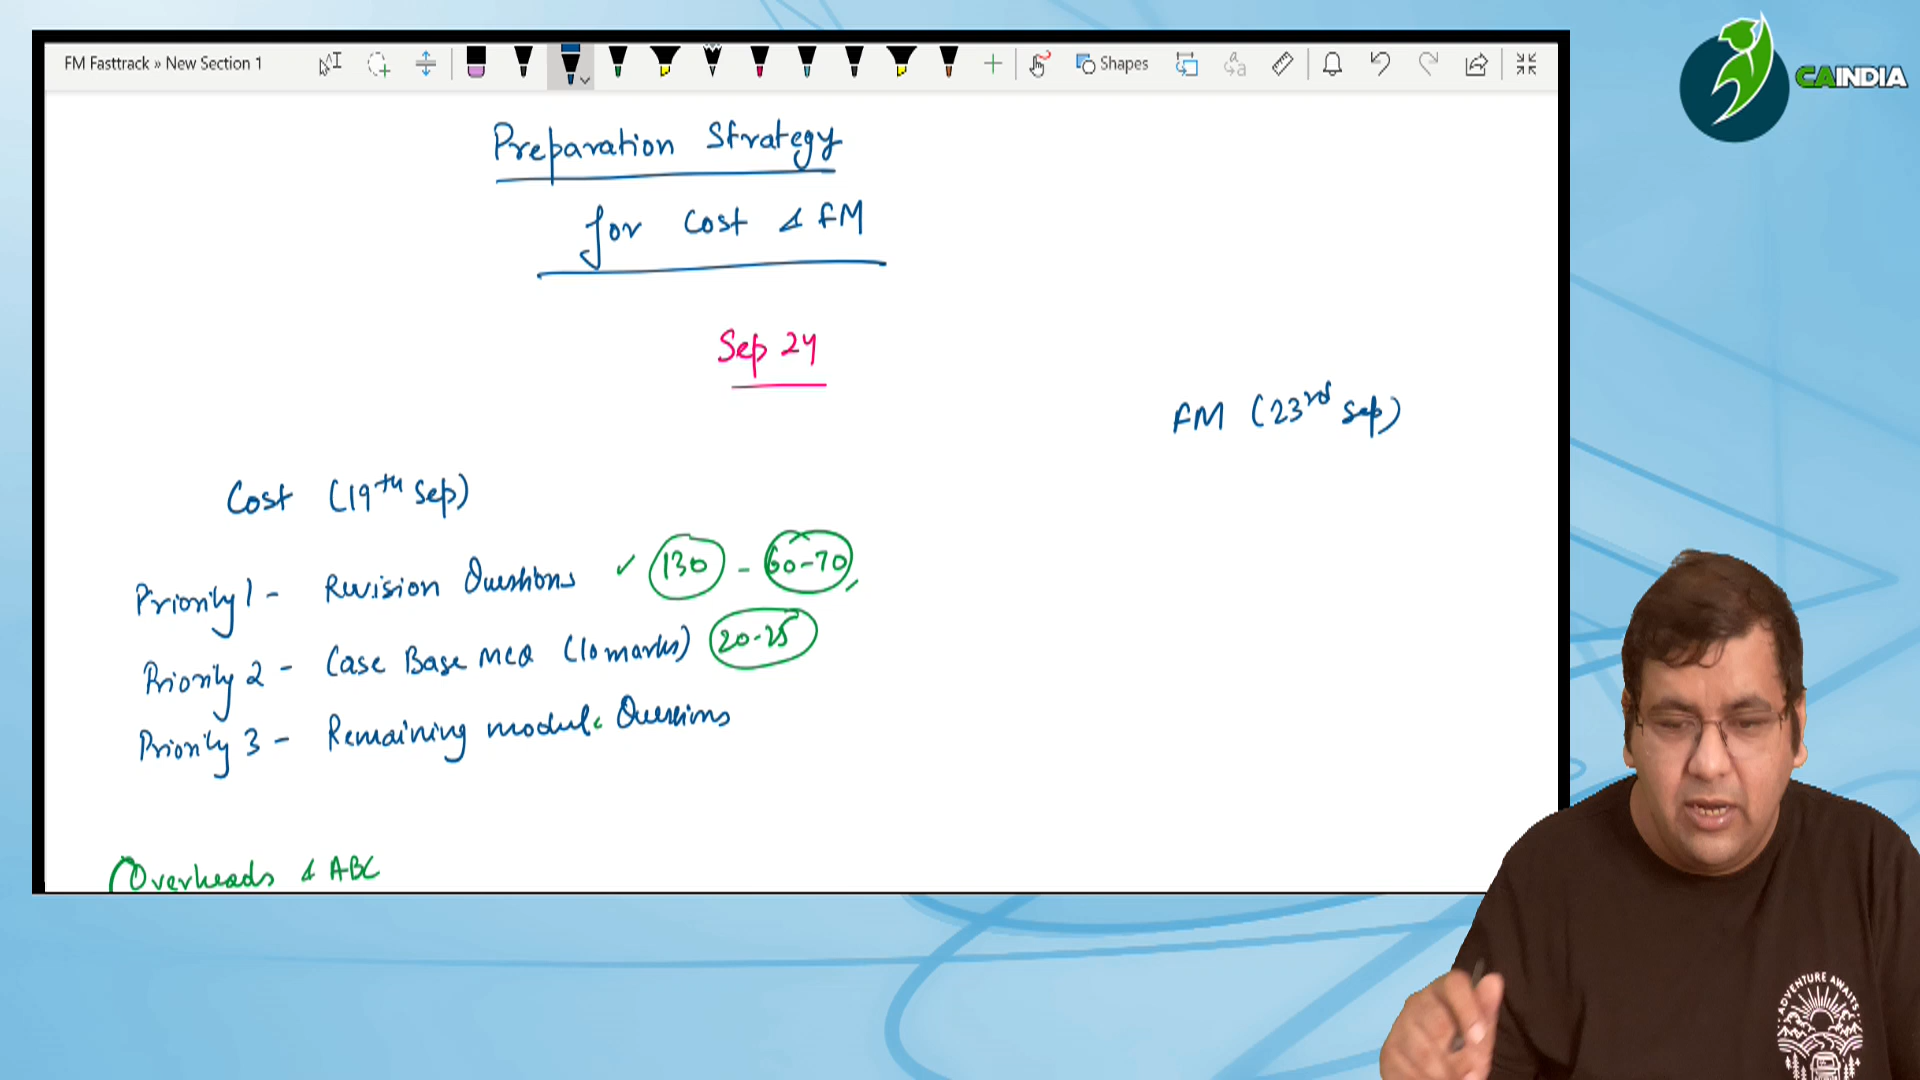 FM Fasttrack » New Section 1
Shapes
CAINDIA
Preparation Strategy
for Cost & FM
Sep 24
FM (23rd Sep)
Cost (19th Sep)
Priority 1 - Revision Questions ✓ 130 - 60-70
Priority 2 - Case Base MCQ (10 marks) 20-25
Priority 3 - Remaining module Questions
Overheads & ABC
ADVENTURE AWAITS